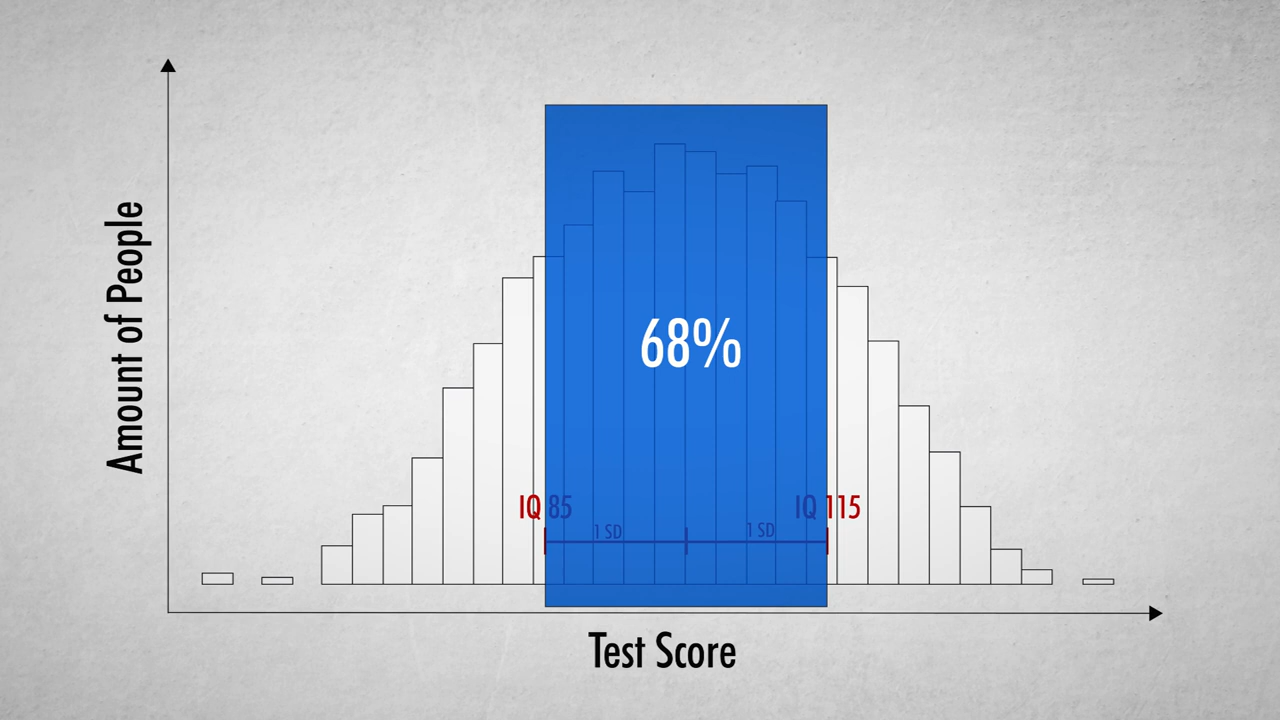 Amount of People
68%
IQ 85
IQ 115
1 SD
1 SD
Test Score